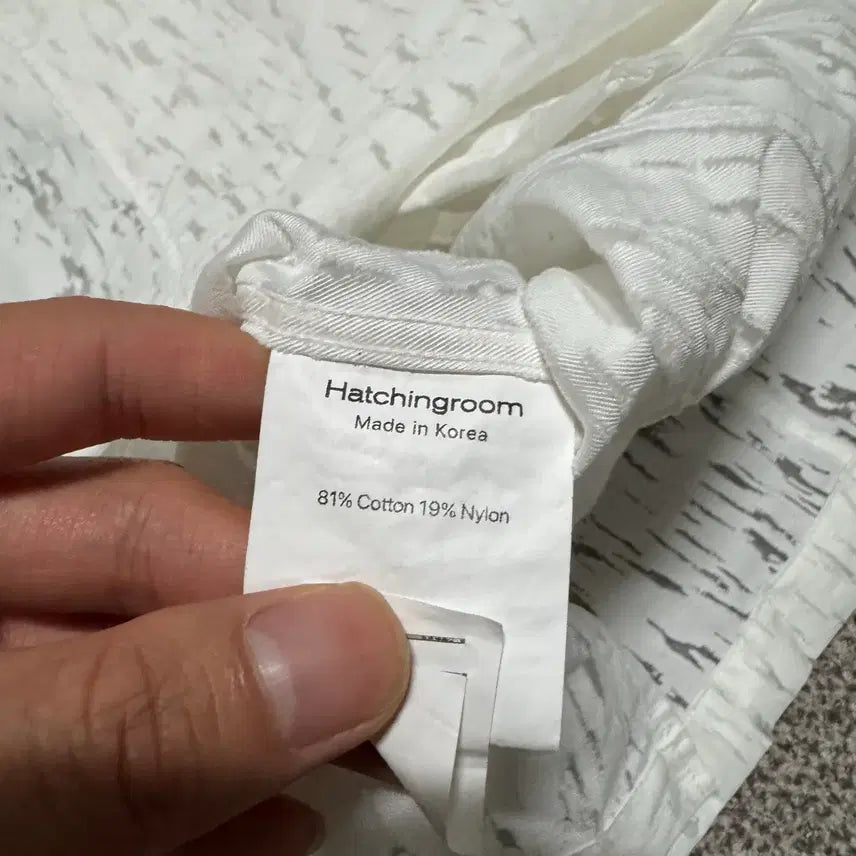 Hatchingroom
Made in Korea
81% Cotton 19% Nylon